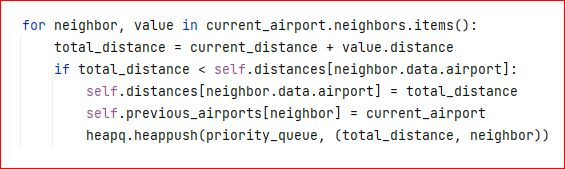 for neighbor, value in current_airport.neighbors.items():
    total_distance = current_distance + value.distance
    if total_distance < self.distances[neighbor.data.airport]:
        self.distances[neighbor.data.airport] = total_distance
        self.previous_airports[neighbor] = current_airport
        heapq.heappush(priority_queue, (total_distance, neighbor))